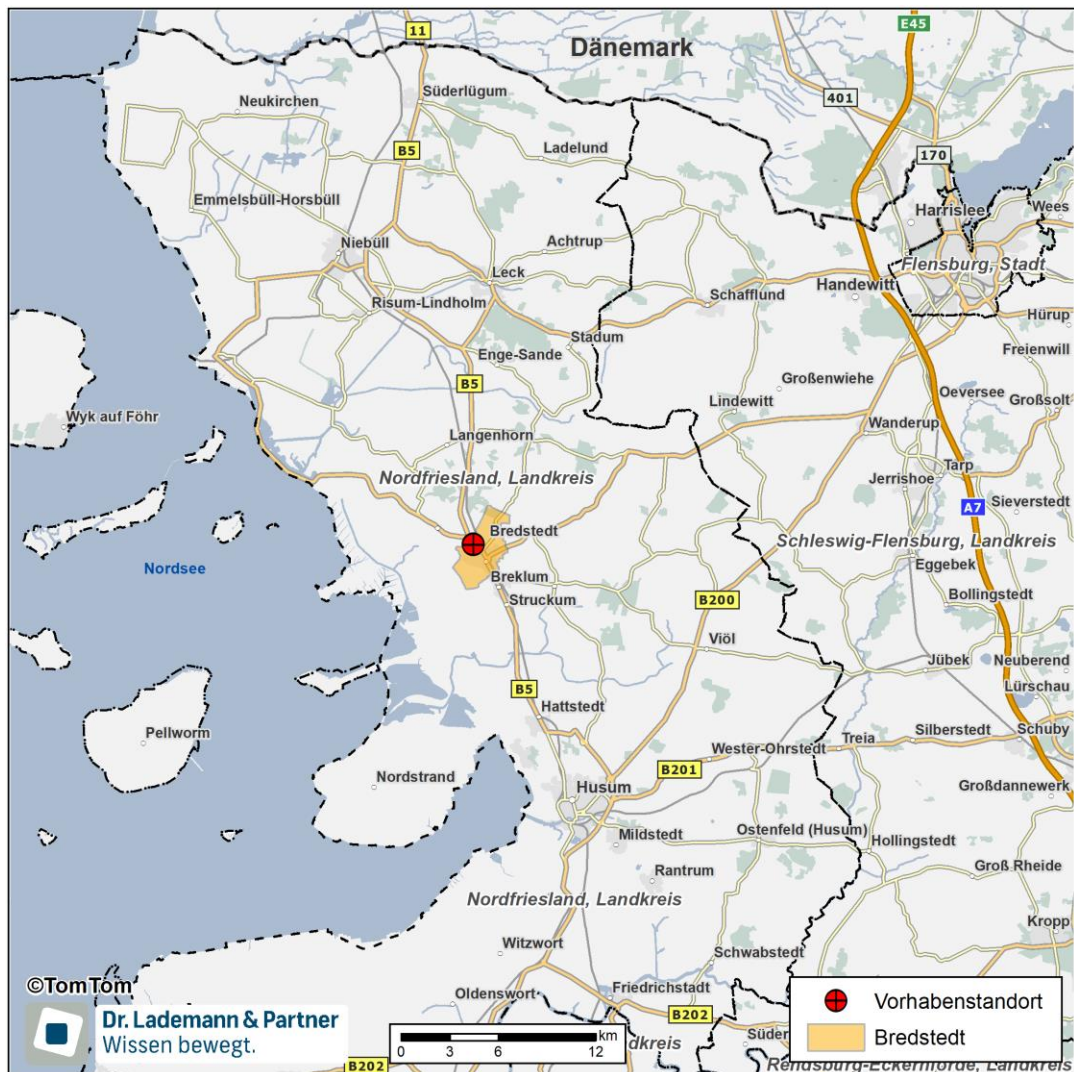 11
E45
Dänemark
Neukirchen
Süderlügum
401
B5
Ladelund
170
Emmelsbüll-Horsbüll
Harrislee
Wees
Niebüll
Achtrup
Flensburg, Stadt
Leck
Handewitt
Risum-Lindholm
Schafflund
Hürup
Stadum
Enge-Sande
Freienwill
B5
Großenwiehe
Oeversee
Großsolt
Wyk auf Föhr
Lindewitt
Wanderup
Langenhorn
Tarp
Nordfriesland, Landkreis
Jerrishoe
Sieverstedt
A7
Bredstedt
Schleswig-Flensburg, Landkreis
Eggebek
Nordsee
Breklum
Bollingstedt
Struckum
B200
Viöl
Jübek
Neuberend
B5
Lürschau
Hattstedt
Pellworm
Silberstedt
Schuby
Treia
Wester-Ohrstedt
B201
Nordstrand
Husum
Großdannewerk
Mildstedt
Ostenfeld (Husum)
Hollingstedt
Rantrum
Groß Rheide
Nordfriesland, Landkreis
Kropp
Witzwort
Schwabstedt
©TomTom
Oldenswort
Friedrichstadt
Vorhabenstandort
B202
Dr. Lademann & Partner
Wissen bewegt.
km
0 3 6 12
dkreis
Süder
Bredstedt
B202
Rendsburg-Eckernförde, Landkreis